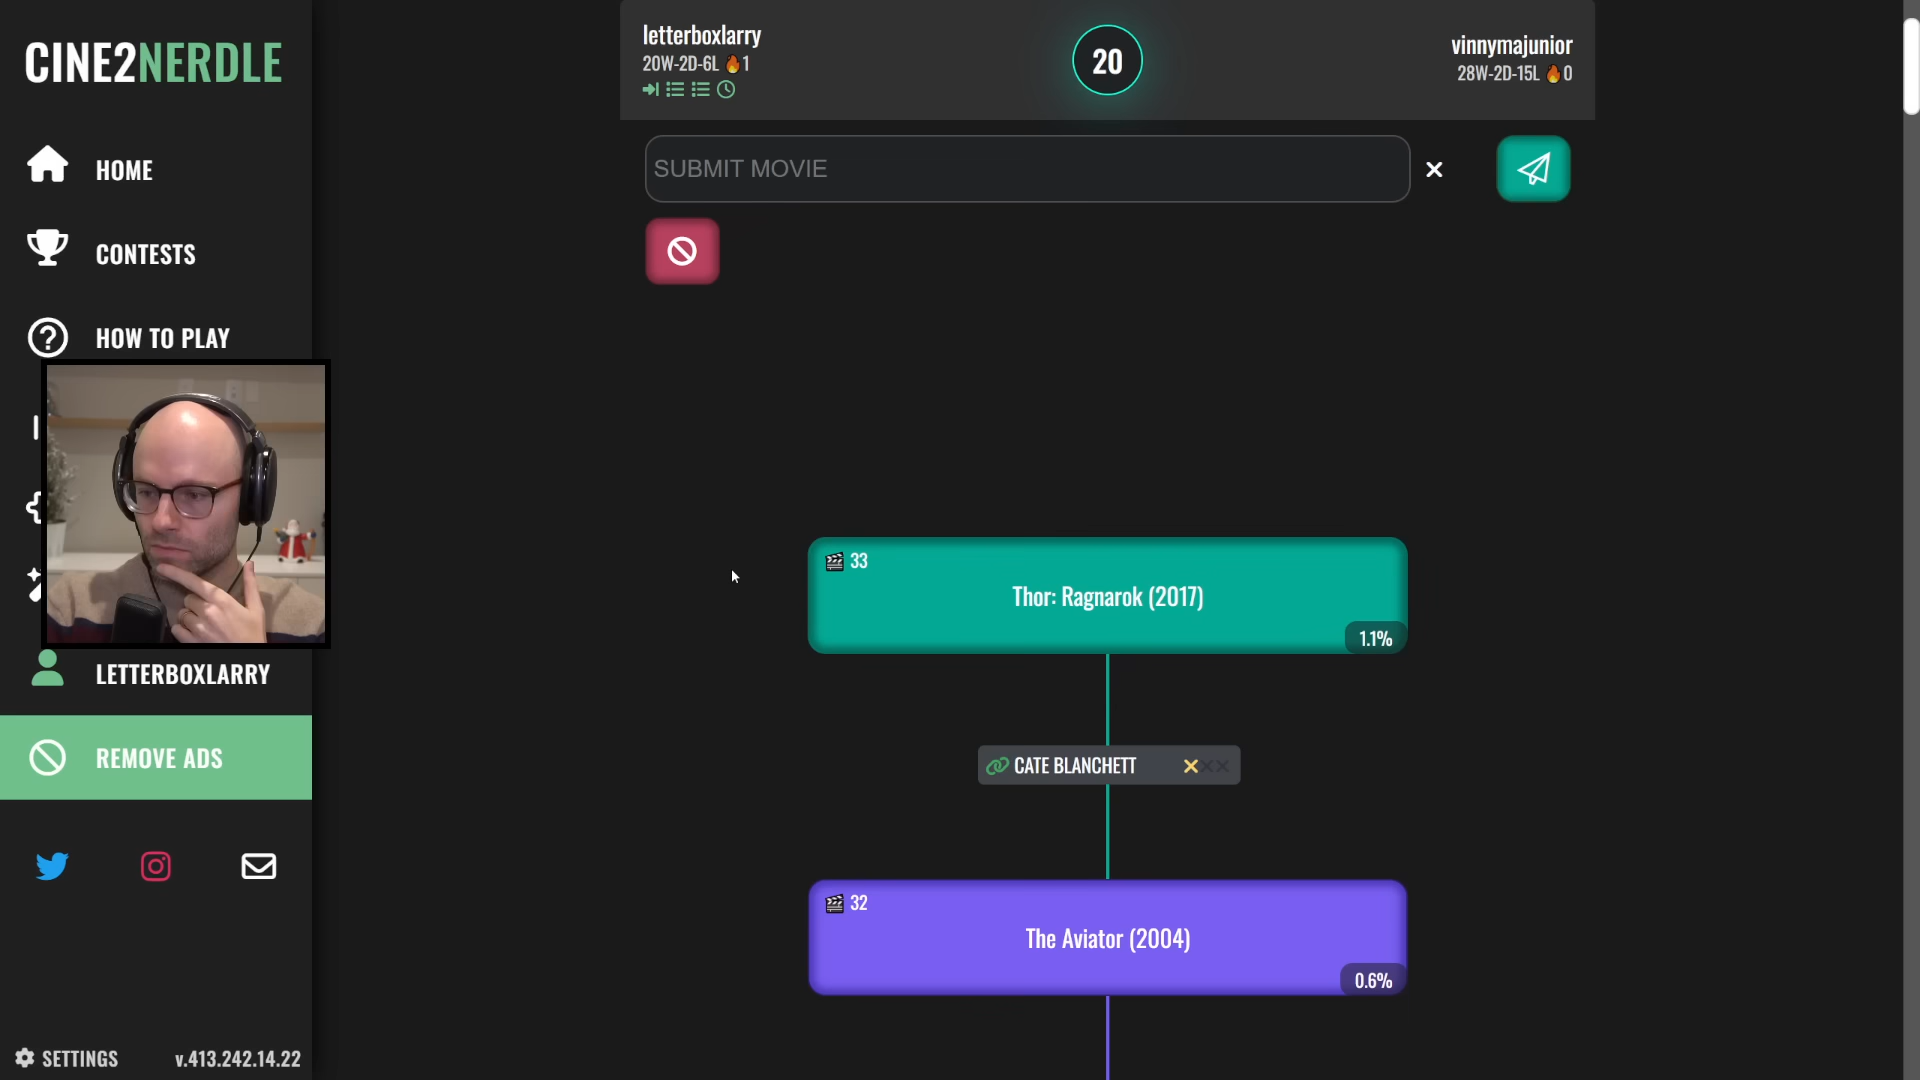 CINE2NERDLE
HOME
CONTESTS
HOW TO PLAY
LETTERBOXLARRY
REMOVE ADS
SETTINGS
v.413.242.14.22
letterboxlarry
20W-2D-6L 🔥1
20
vinnymajunior
28W-2D-15L 🔥0
SUBMIT MOVIE
33
Thor: Ragnarok (2017)
1.1%
CATE BLANCHETT
32
The Aviator (2004)
0.6%